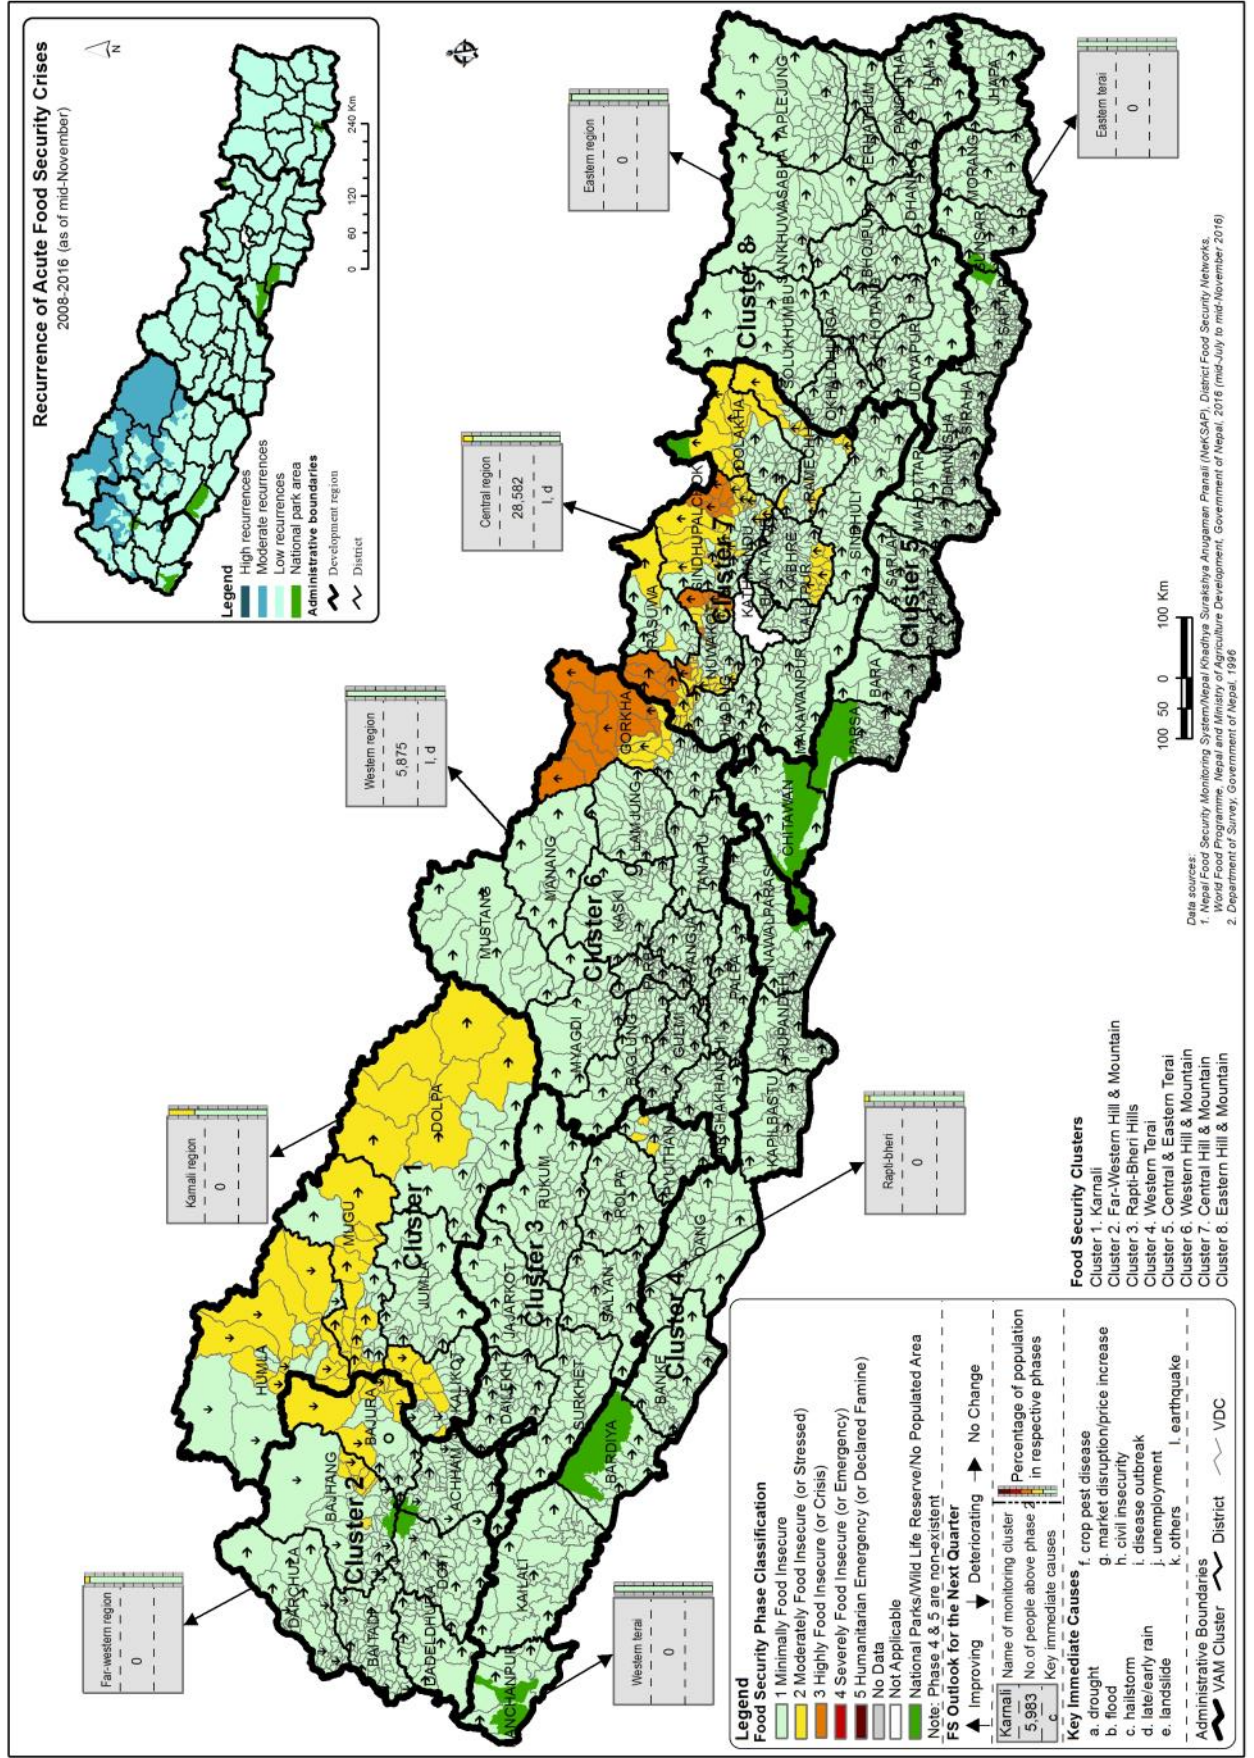 Recurrence of Acute Food Security Crises
2008-2016 (as of mid-November)
N
Legend
High recurrences
Moderate recurrences
Low recurrences
National park area
Administrative boundaries
Development region
District
0 60 120 240 Km
Far-western region
0
Karnali region
0
Western region
5,875
l, d
Central region
28,582
l, d
Eastern region
0
Western terai
0
Rapti-bheri
0
Eastern terai
0
Cluster 1
Cluster 2
Cluster 3
Cluster 4
Cluster 5
Cluster 6
Cluster 7
Cluster 8
DARCHULA
BAJHANG
HUMLA
BAJURA
BAITADI
DADELDHURA
DOTI
ACHHAM
KAILALI
KANCHANPUR
MUGU
JUMLA
KALIKOT
DOLPA
DAILEKH
JAJARKOT
RUKUM
SURKHET
SALYAN
ROLPA
PYUTHAN
BARDIYA
BANKE
DANG
MUSTANG
MANANG
MYAGDI
KASKI
LAMJUNG
GORKHA
BAGLUNG
PARBAT
GULMI
SYANGJA
TANAHU
PALPA
ARGHAKHANCHI
KAPILBASTU
RUPANDEHI
NAWALPARASI
CHITAWAN
RASUWA
DHADING
NUWAKOT
SINDHUPALCHOK
DOLAKHA
KATHMANDU
BHAKTAPUR
LALITPUR
KABHRE
RAMECHHAP
SINDHULI
MAKAWANPUR
PARSA
BARA
RAUTAHAT
SARLAHI
MAHOTTARI
DHANUSHA
SIRAHA
SAPTARI
SOLUKHUMBU
OKHALDHUNGA
KHOTANG
UDAYAPUR
SANKHUWASABHA
BHOJPUR
DHANKUTA
TERHATHUM
TAPLEJUNG
PANCHTHAR
ILAM
SUNSARI
MORANG
JHAPA
100 50 0 100 Km
Legend
Food Security Phase Classification
1 Minimally Food Insecure
2 Moderately Food Insecure (or Stressed)
3 Highly Food Insecure (or Crisis)
4 Severely Food Insecure (or Emergency)
5 Humanitarian Emergency (or Declared Famine)
No Data
Not Applicable
National Parks/Wild Life Reserve/No Populated Area
Note: Phase 4 & 5 are non-existent
FS Outlook for the Next Quarter
Improving Deteriorating No Change
Karnali Name of monitoring cluster
5,983 No.of people above phase 2
c Key immediate causes
Percentage of population
in respective phases
Key Immediate Causes
a. drought
b. flood
c. hailstorm
d. late/early rain
e. landslide
f. crop pest disease
g. market disruption/price increase
h. civil insecurity
i. disease outbreak
j. unemployment
k. others l. earthquake
Administrative Boundaries
VAM Cluster District VDC
Food Security Clusters
Cluster 1. Karnali
Cluster 2. Far-Western Hill & Mountain
Cluster 3. Rapti-Bheri Hills
Cluster 4. Western Terai
Cluster 5. Central & Eastern Terai
Cluster 6. Western Hill & Mountain
Cluster 7. Central Hill & Mountain
Cluster 8. Eastern Hill & Mountain
Data sources:
1. Nepal Food Security Monitoring System/Nepal Khadhya Surakshya Anugaman Pranali (NeKSAP), District Food Security Networks,
World Food Programme, Nepal and Ministry of Agriculture Development, Government of Nepal, 2016 (mid-July to mid-November 2016)
2. Department of Survey, Government of Nepal, 1996